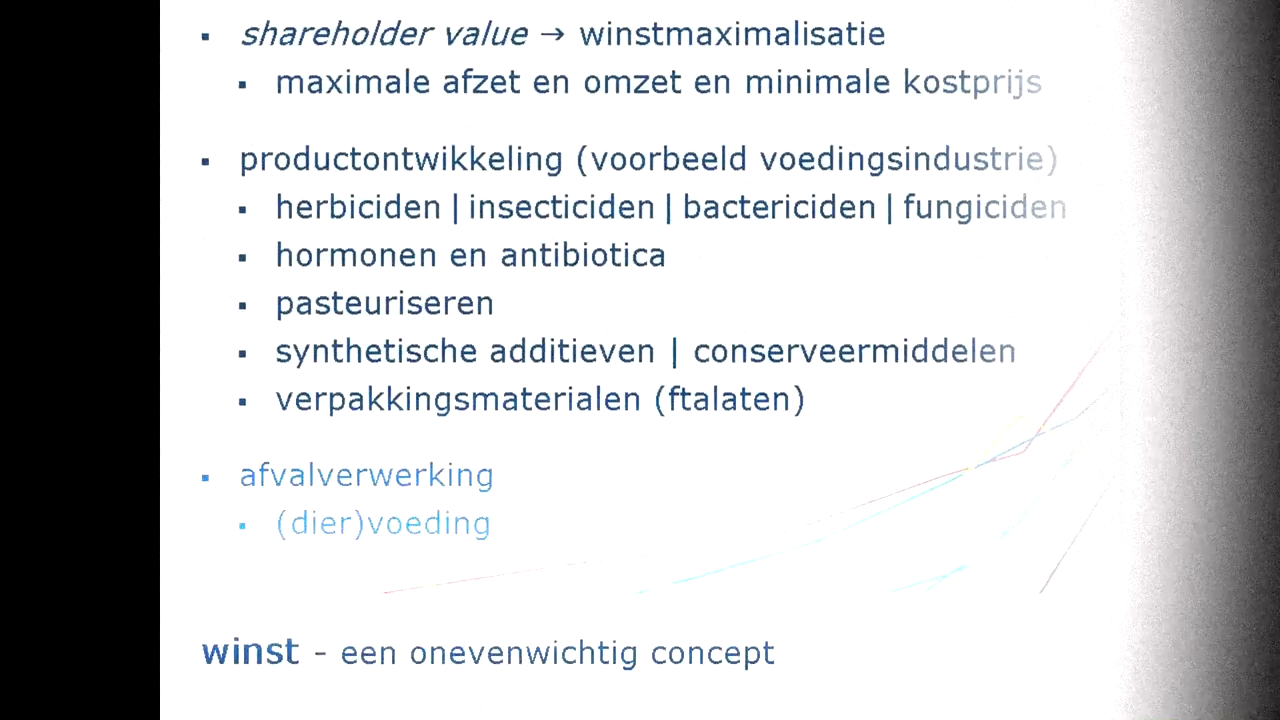 ▪ shareholder value → winstmaximalisatie
▪ maximale afzet en omzet en minimale kostprijs
▪ productontwikkeling (voorbeeld voedingsindustrie)
▪ herbiciden | insecticiden | bactericiden | fungiciden
▪ hormonen en antibiotica
▪ pasteuriseren
▪ synthetische additieven | conserveermiddelen
▪ verpakkingsmaterialen (ftalaten)
▪ afvalverwerking
▪ (dier)voeding
winst - een onevenwichtig concept